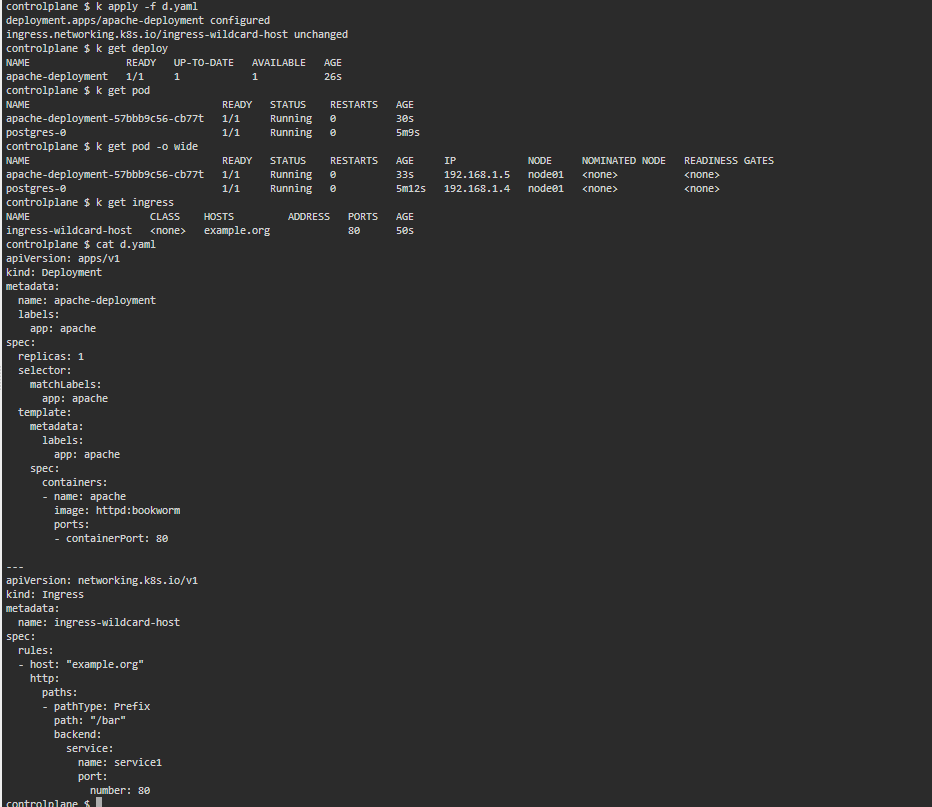 controlplane $ k apply -f d.yaml
deployment.apps/apache-deployment configured
ingress.networking.k8s.io/ingress-wildcard-host unchanged
controlplane $ k get deploy
NAME                READY   UP-TO-DATE   AVAILABLE   AGE
apache-deployment   1/1     1            1           26s
controlplane $ k get pod
NAME                                READY   STATUS    RESTARTS   AGE
apache-deployment-57bbb9c56-cb77t   1/1     Running   0          30s
postgres-0                          1/1     Running   0          5m9s
controlplane $ k get pod -o wide
NAME                                READY   STATUS    RESTARTS   AGE     IP            NODE     NOMINATED NODE   READINESS GATES
apache-deployment-57bbb9c56-cb77t   1/1     Running   0          33s     192.168.1.5   node01   <none>           <none>
postgres-0                          1/1     Running   0          5m12s   192.168.1.4   node01   <none>           <none>
controlplane $ k get ingress
NAME                    CLASS    HOSTS         ADDRESS   PORTS   AGE
ingress-wildcard-host   <none>   example.org             80      50s
controlplane $ cat d.yaml
apiVersion: apps/v1
kind: Deployment
metadata:
  name: apache-deployment
  labels:
    app: apache
spec:
  replicas: 1
  selector:
    matchLabels:
      app: apache
  template:
    metadata:
      labels:
        app: apache
    spec:
      containers:
      - name: apache
        image: httpd:bookworm
        ports:
        - containerPort: 80

---
apiVersion: networking.k8s.io/v1
kind: Ingress
metadata:
  name: ingress-wildcard-host
spec:
  rules:
  - host: "example.org"
    http:
      paths:
      - pathType: Prefix
        path: "/bar"
        backend:
          service:
            name: service1
            port:
              number: 80
controlplane $